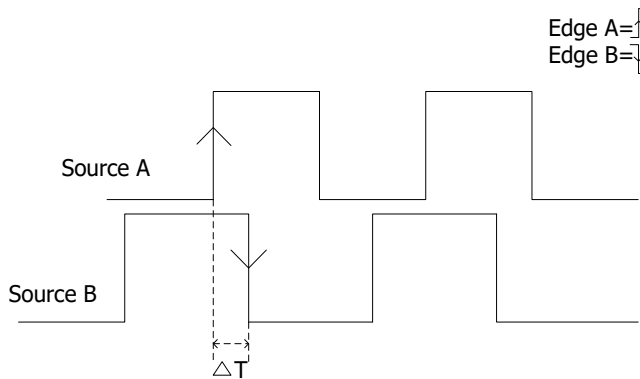 Edge A=
Edge B=
Source A
Source B
△T